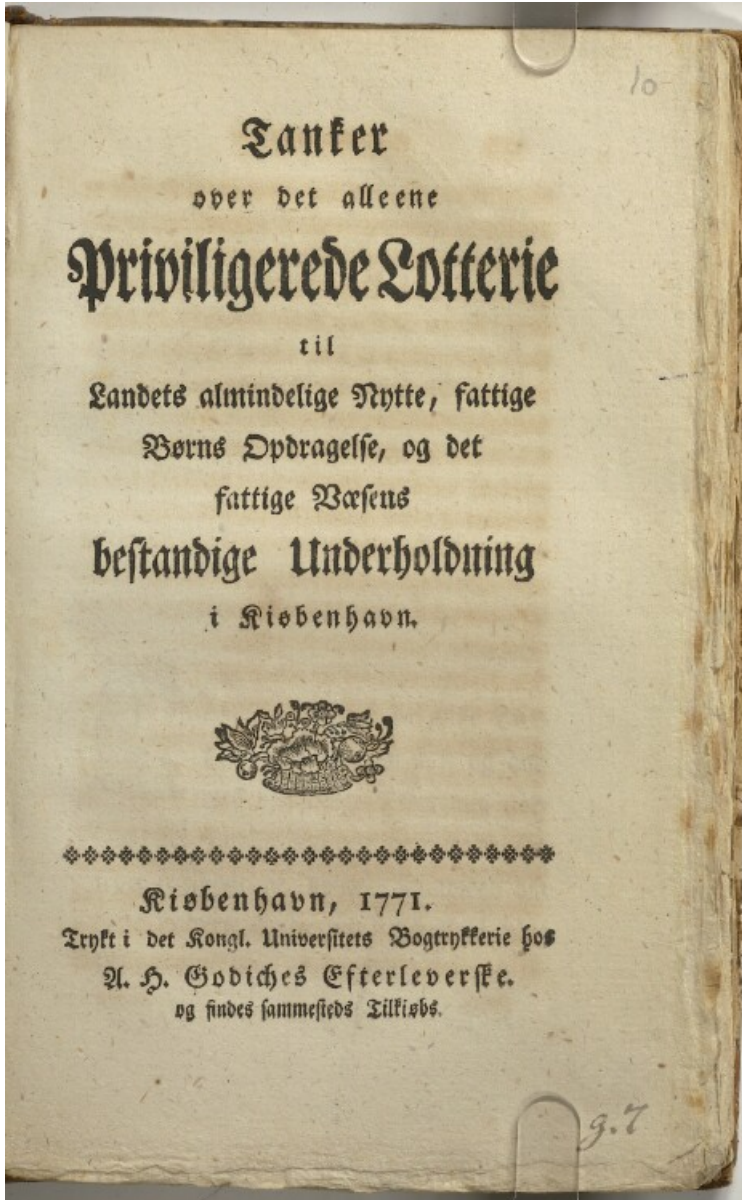 10
Tanker
over det alleene
Priviligerede Lotterie
til
Landets almindelige Nytte, fattige
Børns Opdragelse, og det
fattige Væsens
bestandige Underholdning
i Kiøbenhavn.
Kiøbenhavn, 1771.
Trykt i det Kongl. Universitets Bogtrykkerie hos
A. H. Godiches Efterleverske.
og findes sammesteds Tilkiøbs.
g.7